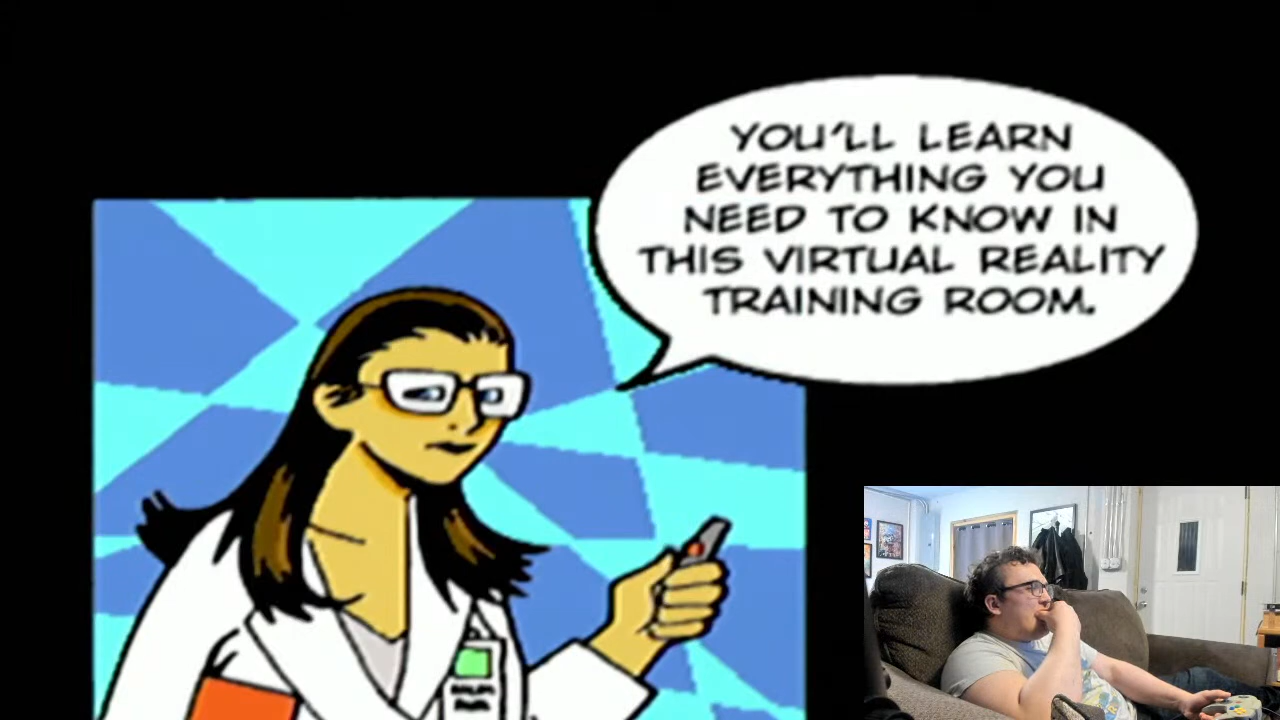 YOU'LL LEARN
EVERYTHING YOU
NEED TO KNOW IN
THIS VIRTUAL REALITY
TRAINING ROOM.